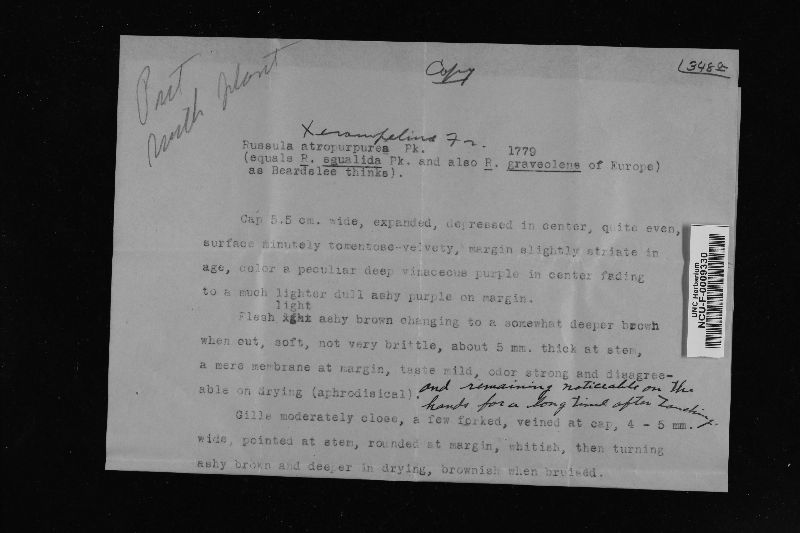 Put
with plant
Copy
13482
Xerampelina Fr.
Russula atropurpurea Pk. 1779
(equals R. squalida Pk. and also R. graveolens of Europe)
as Beardslee thinks).
Cap 5.5 cm. wide, expanded, depressed in center, quite even,
surface minutely tomentose-velvety, margin slightly striate in
age, color a peculiar deep vinaceous purple in center fading
to a much lighter dull ashy purple on margin.
light
Flesh ashy brown changing to a somewhat deeper brown
when cut, soft, not very brittle, about 5 mm. thick at stem,
a mere membrane at margin, taste mild, odor strong and disagree-
able on drying (aphrodisical). and remaining noticeable on the
hands for a long time after touching.
Gills moderately close, a few forked, veined at cap, 4 - 5 mm.
wide, pointed at stem, rounded at margin, whitish, then turning
ashy brown and deeper in drying, brownish when bruised.
UNC Herbarium
NCU-F-0009330